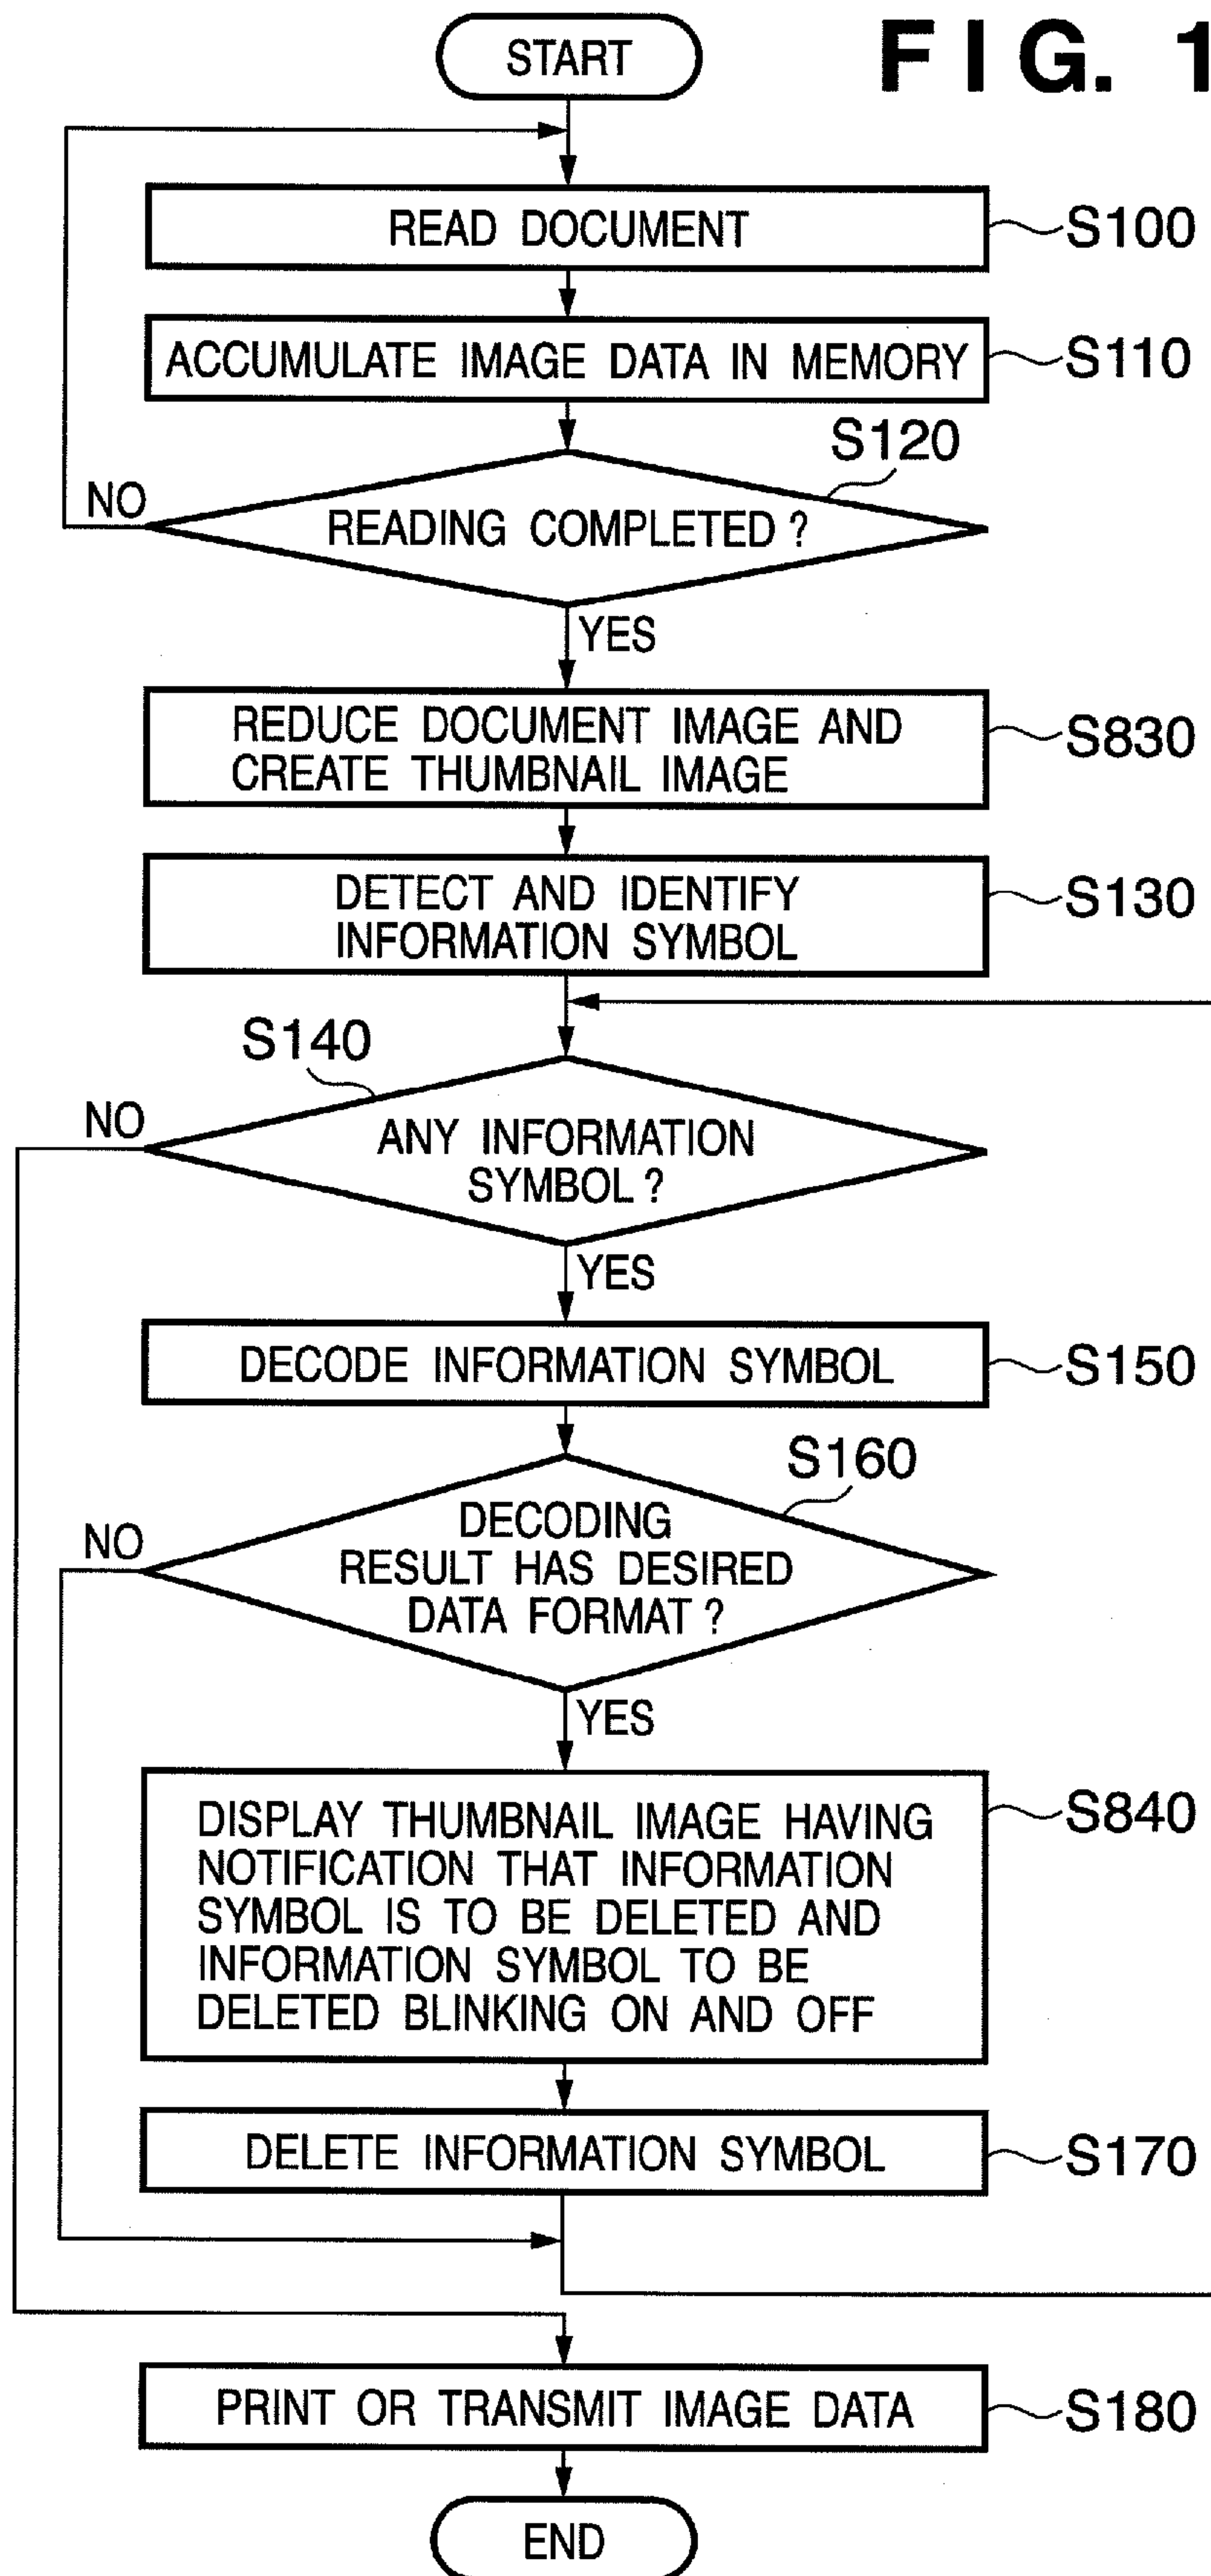 START
FIG. 1
READ DOCUMENT
S100
ACCUMULATE IMAGE DATA IN MEMORY
S110
S120
NO
READING COMPLETED ?
YES
REDUCE DOCUMENT IMAGE AND
CREATE THUMBNAIL IMAGE
S830
DETECT AND IDENTIFY
INFORMATION SYMBOL
S130
S140
NO
ANY INFORMATION
SYMBOL ?
YES
DECODE INFORMATION SYMBOL
S150
S160
NO
DECODING
RESULT HAS DESIRED
DATA FORMAT ?
YES
DISPLAY THUMBNAIL IMAGE HAVING
NOTIFICATION THAT INFORMATION
SYMBOL IS TO BE DELETED AND
INFORMATION SYMBOL TO BE
DELETED BLINKING ON AND OFF
S840
DELETE INFORMATION SYMBOL
S170
PRINT OR TRANSMIT IMAGE DATA
S180
END